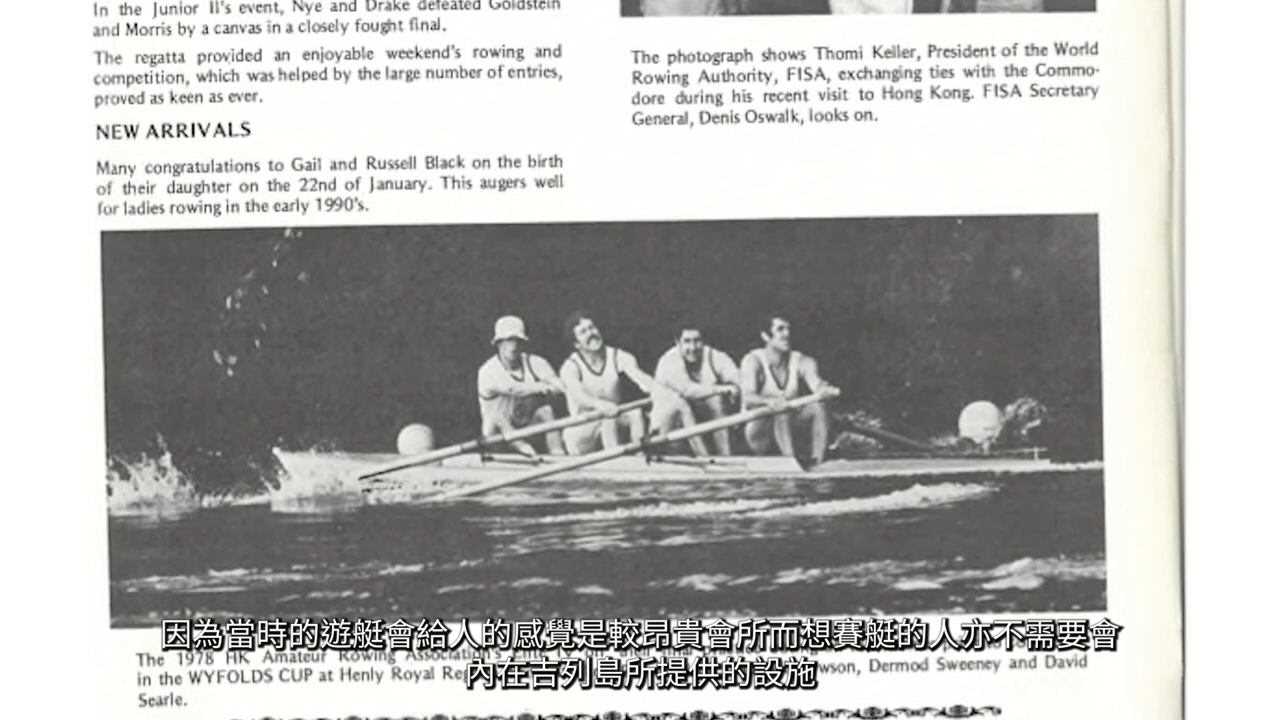 In the Junior II's event, Nye and Drake defeated Goldstein
and Morris by a canvas in a closely fought final.
The regatta provided an enjoyable weekend's rowing and
competition, which was helped by the large number of entries,
proved as keen as ever.
NEW ARRIVALS
Many congratulations to Gail and Russell Black on the birth
of their daughter on the 22nd of January. This augers well
for ladies rowing in the early 1990's.
The photograph shows Thomi Keller, President of the World
Rowing Authority, FISA, exchanging ties with the Commo-
dore during his recent visit to Hong Kong. FISA Secretary
General, Denis Oswalk, looks on.
The 1978 HK Amateur Rowing Association's
in the WYFOLDS CUP at Henly Royal Reg
wson, Dermod Sweeney and David
Searle.
因為當時的遊艇會給人的感覺是較昂貴會所而想賽艇的人亦不需要會
內在吉列島所提供的設施